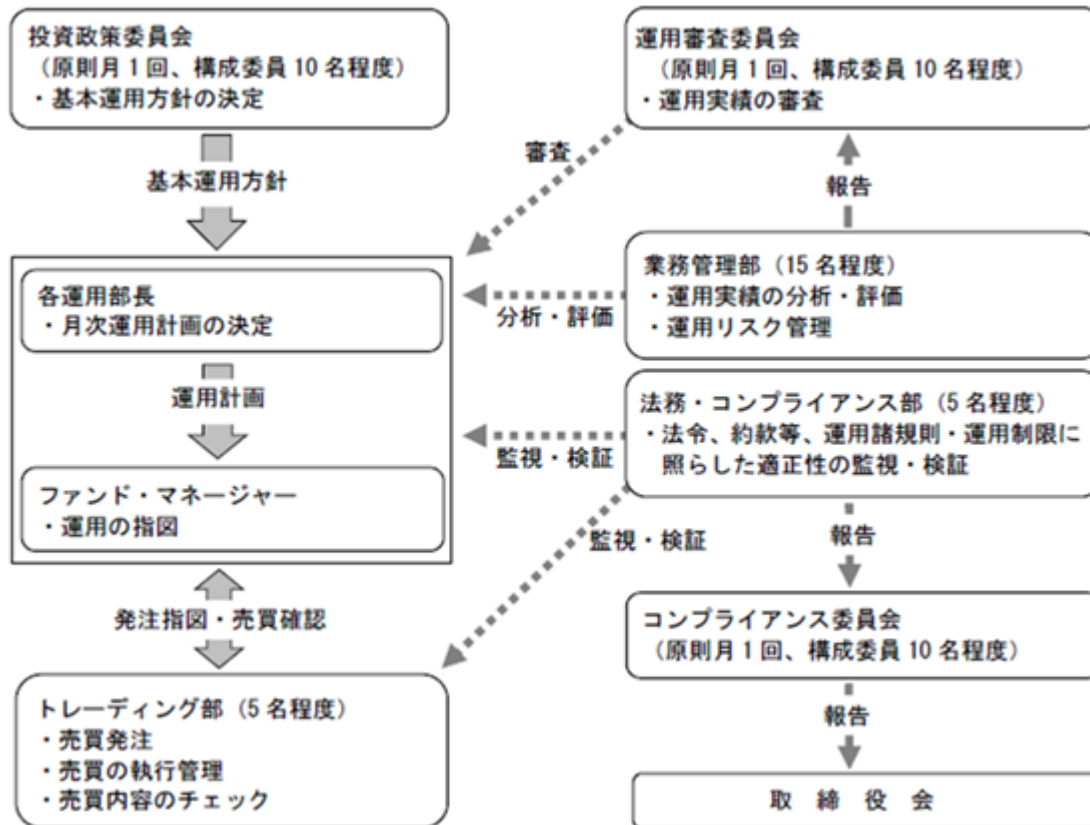 投資政策委員会
（原則月1回、構成委員10名程度）
・基本運用方針の決定
基本運用方針
各運用部長
・月次運用計画の決定
運用計画
ファンド・マネージャー
・運用の指図
発注指図・売買確認
トレーディング部（5名程度）
・売買発注
・売買の執行管理
・売買内容のチェック
運用審査委員会
（原則月1回、構成委員10名程度）
・運用実績の審査
審査
報告
業務管理部（15名程度）
・運用実績の分析・評価
・運用リスク管理
分析・評価
法務・コンプライアンス部（5名程度）
・法令、約款等、運用諸規則・運用制限に
照らした適正性の監視・検証
監視・検証
監視・検証
報告
コンプライアンス委員会
（原則月1回、構成委員10名程度）
報告
取締役会